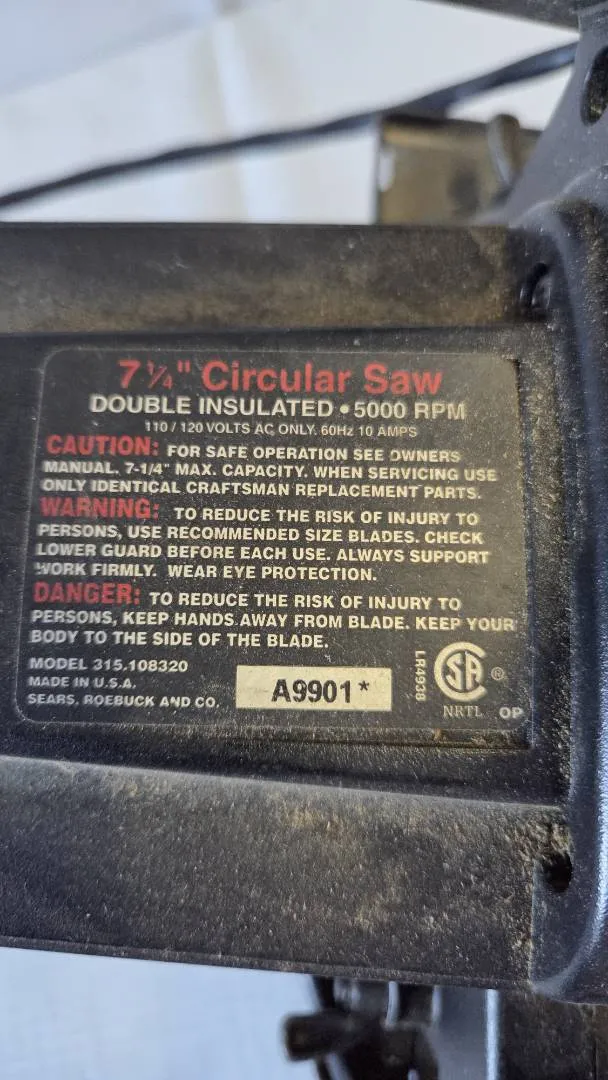 7 1/4" Circular Saw
DOUBLE INSULATED • 5000 RPM
110 / 120 VOLTS AC ONLY. 60Hz 10 AMPS
CAUTION: FOR SAFE OPERATION SEE OWNERS
MANUAL. 7-1/4" MAX. CAPACITY. WHEN SERVICING USE
ONLY IDENTICAL CRAFTSMAN REPLACEMENT PARTS.
WARNING: TO REDUCE THE RISK OF INJURY TO
PERSONS, USE RECOMMENDED SIZE BLADES. CHECK
LOWER GUARD BEFORE EACH USE. ALWAYS SUPPORT
WORK FIRMLY. WEAR EYE PROTECTION.
DANGER: TO REDUCE THE RISK OF INJURY TO
PERSONS, KEEP HANDS AWAY FROM BLADE. KEEP YOUR
BODY TO THE SIDE OF THE BLADE.
MODEL 315.108320
MADE IN U.S.A.
SEARS, ROEBUCK AND CO.
A9901*
LR4938
SA ®
NRTL OP